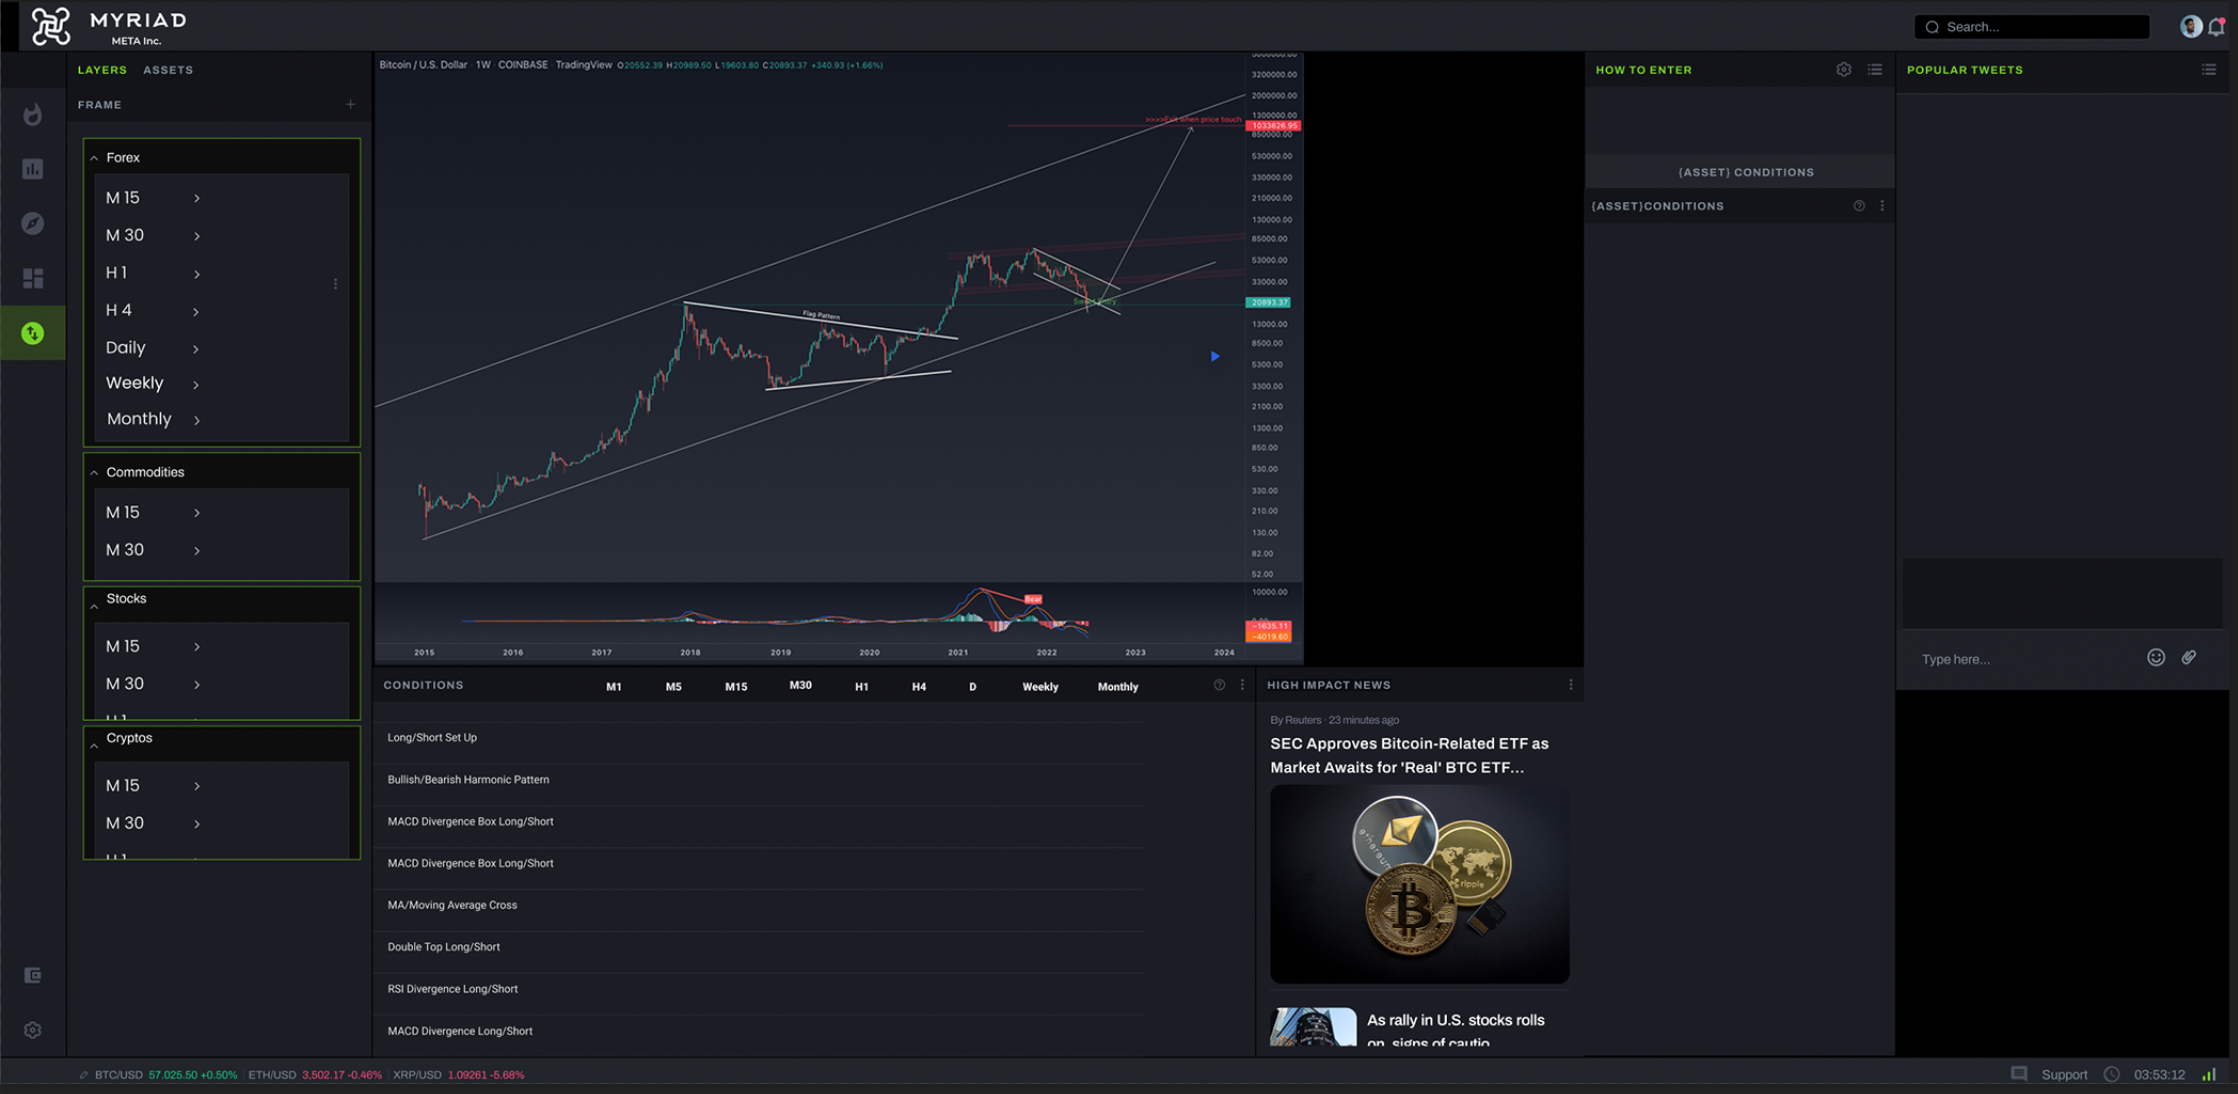 MYRIAD
META Inc.
Search...
LAYERS ASSETS
FRAME
Forex
M 15
M 30
H 1
H 4
Daily
Weekly
Monthly
Commodities
M 15
M 30
Stocks
M 15
M 30
H 1
Cryptos
M 15
M 30
H 1
Bitcoin / U.S. Dollar · 1W · COINBASE · TradingView O20552.39 H20989.50 L19603.80 C20893.37 +340.93 (+1.66%)
5000000.00
3200000.00
2000000.00
1300000.00
>>>>Exit when price touch
1033626.95
850000.00
530000.00
330000.00
210000.00
130000.00
85000.00
53000.00
33000.00
20893.37
13000.00
8500.00
5300.00
3300.00
2100.00
1300.00
850.00
530.00
330.00
210.00
130.00
82.00
52.00
Flag Pattern
Entry
10000.00
Bear
-1635.11
-4019.60
2015 2016 2017 2018 2019 2020 2021 2022 2023 2024
CONDITIONS M1 M5 M15 M30 H1 H4 D Weekly Monthly
Long/Short Set Up
Bullish/Bearish Harmonic Pattern
MACD Divergence Box Long/Short
MACD Divergence Box Long/Short
MA/Moving Average Cross
Double Top Long/Short
RSI Divergence Long/Short
MACD Divergence Long/Short
HIGH IMPACT NEWS
By Reuters · 23 minutes ago
SEC Approves Bitcoin-Related ETF as
Market Awaits for 'Real' BTC ETF...
ethereum
ripple
As rally in U.S. stocks rolls
on, signs of cautio
HOW TO ENTER
{ASSET} CONDITIONS
{ASSET}CONDITIONS
POPULAR TWEETS
Type here...
BTC/USD 57.025.50 +0.50% ETH/USD 3,502.17 -0.46% XRP/USD 1.09261 -5.68%
Support 03:53:12